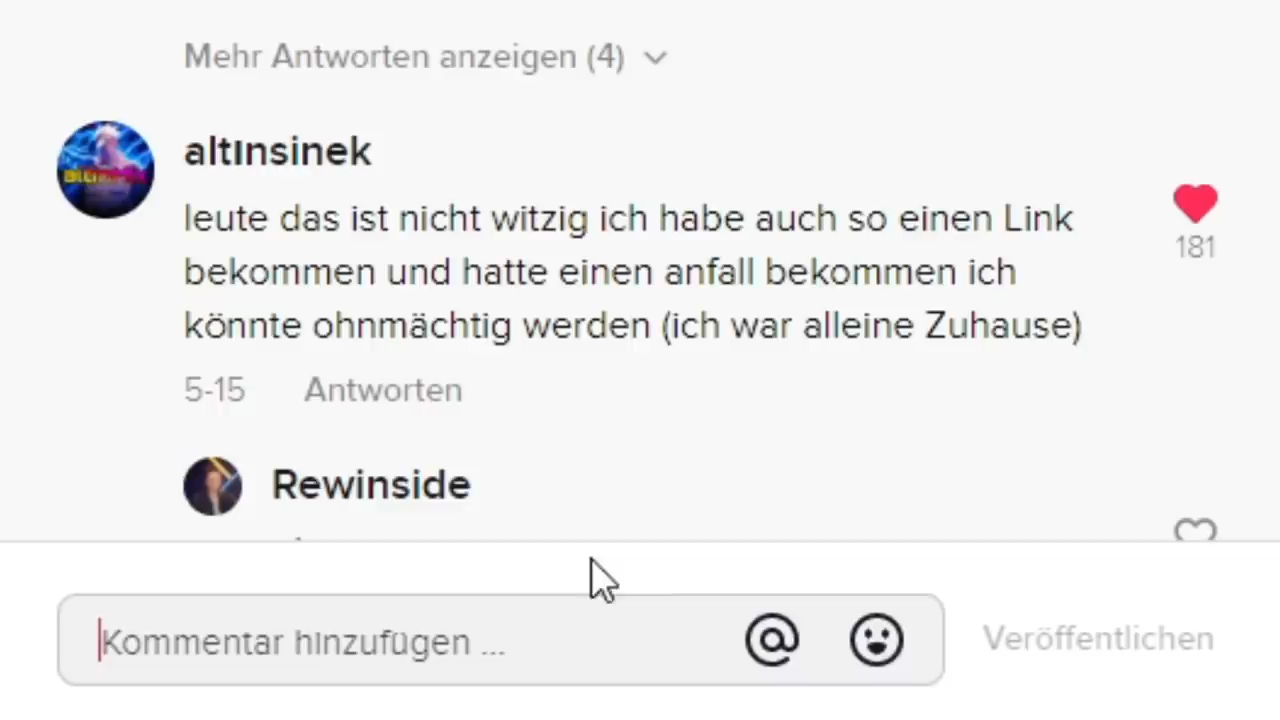 Mehr Antworten anzeigen (4)
altınsinek
leute das ist nicht witzig ich habe auch so einen Link
bekommen und hatte einen anfall bekommen ich
könnte ohnmächtig werden (ich war alleine Zuhause)
181
5-15 Antworten
Rewinside
Kommentar hinzufügen ...
Veröffentlichen